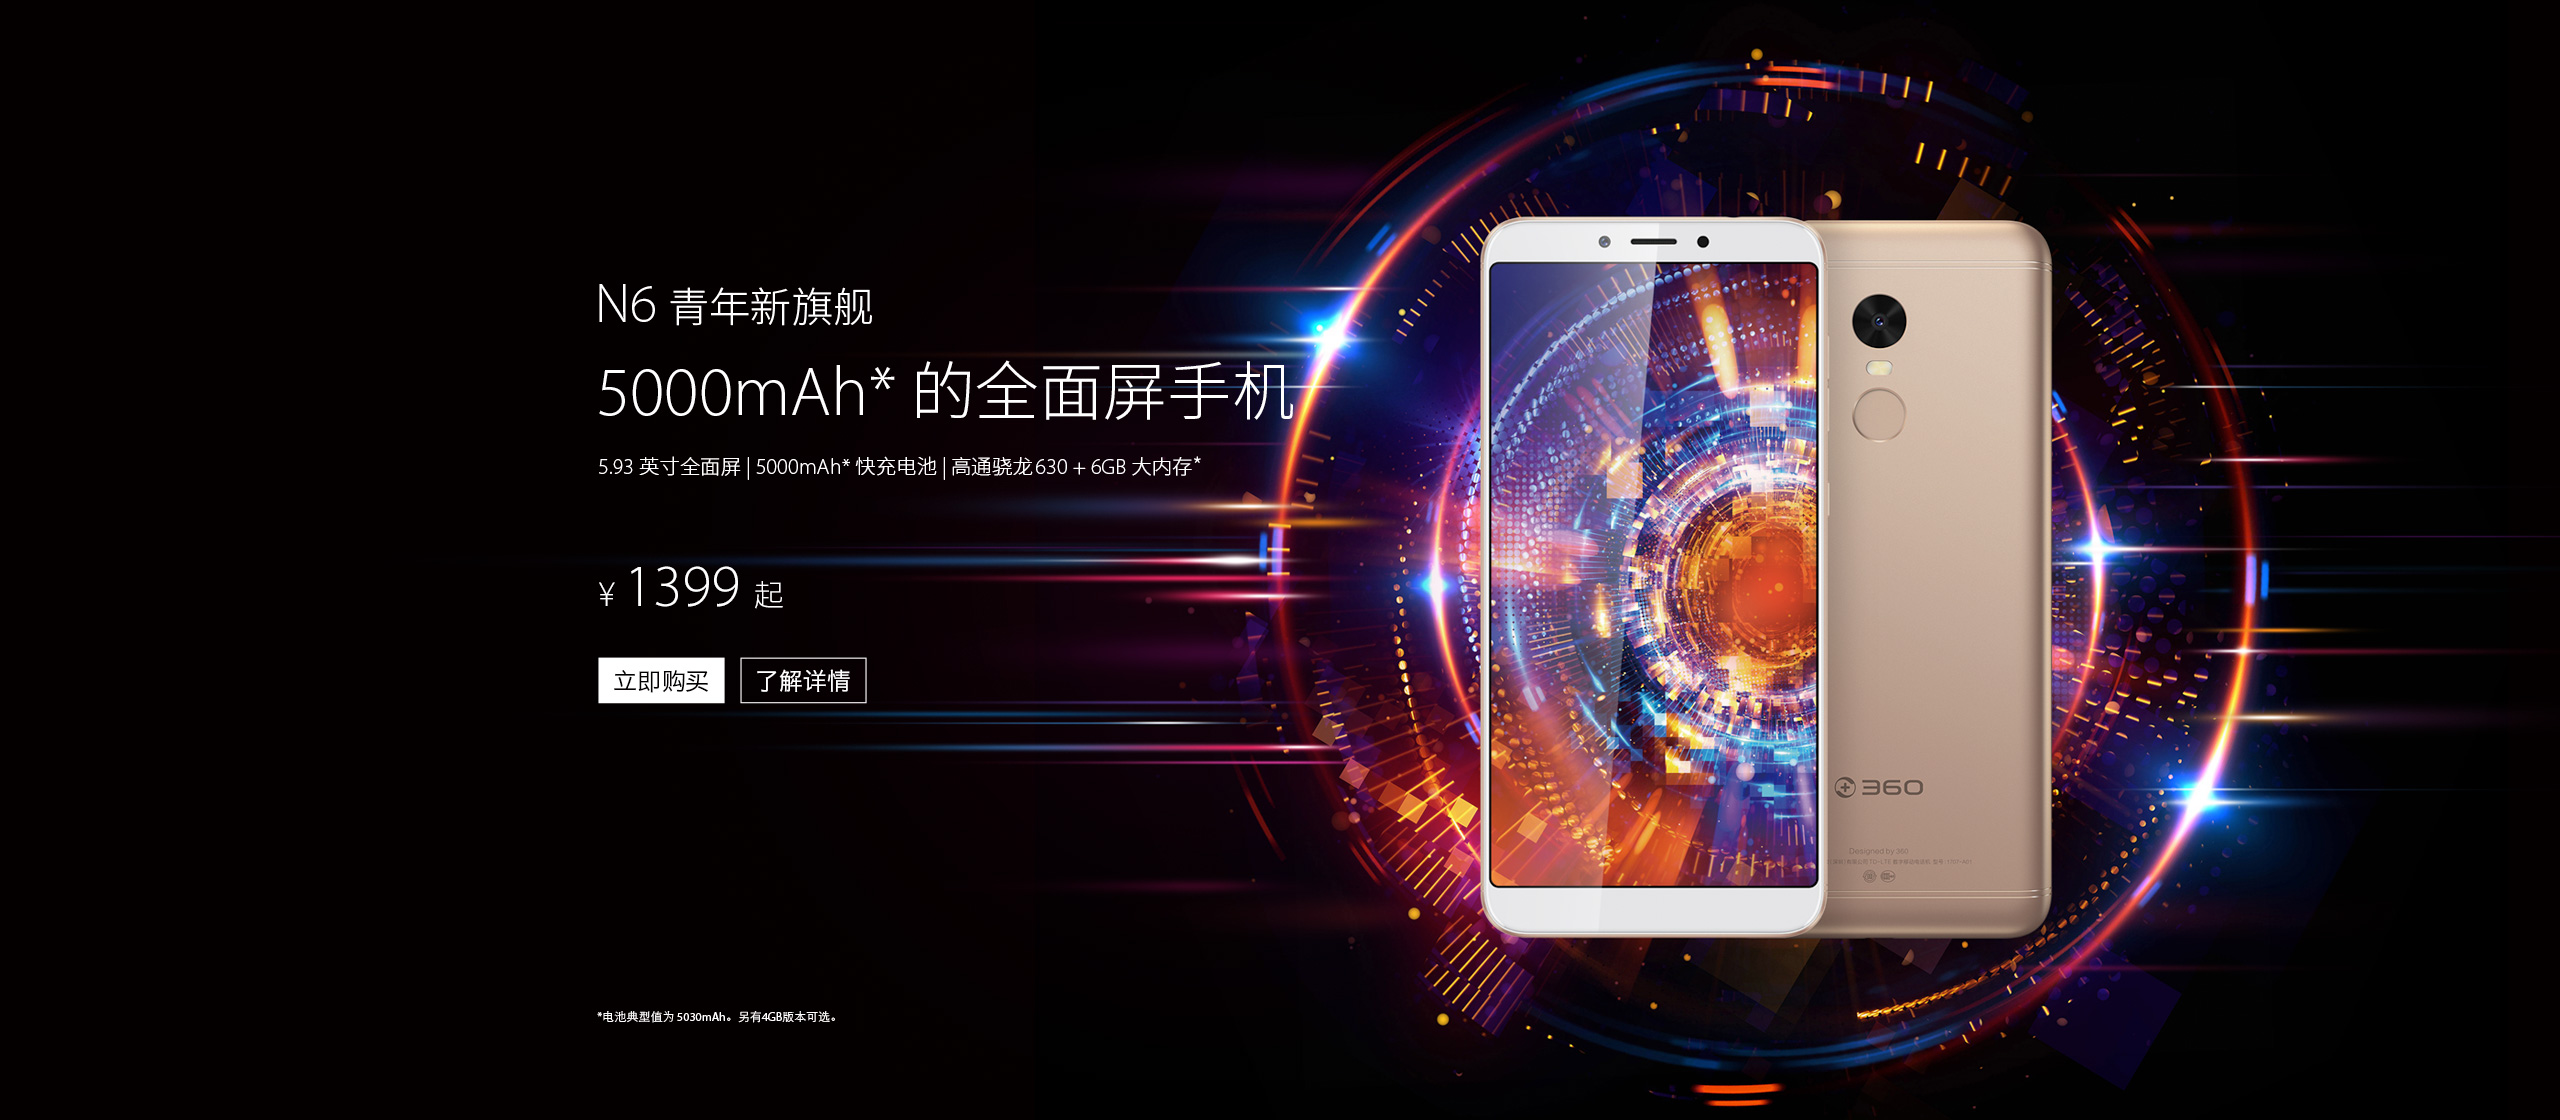 N6 青年新旗舰
5000mAh* 的全面屏手机
5.93 英寸全面屏 | 5000mAh* 快充电池 | 高通骁龙 630 + 6GB 大内存*
¥ 1399 起
立即购买 了解详情
*电池典型值为 5030mAh。另有4GB版本可选。
360
Designed by 360